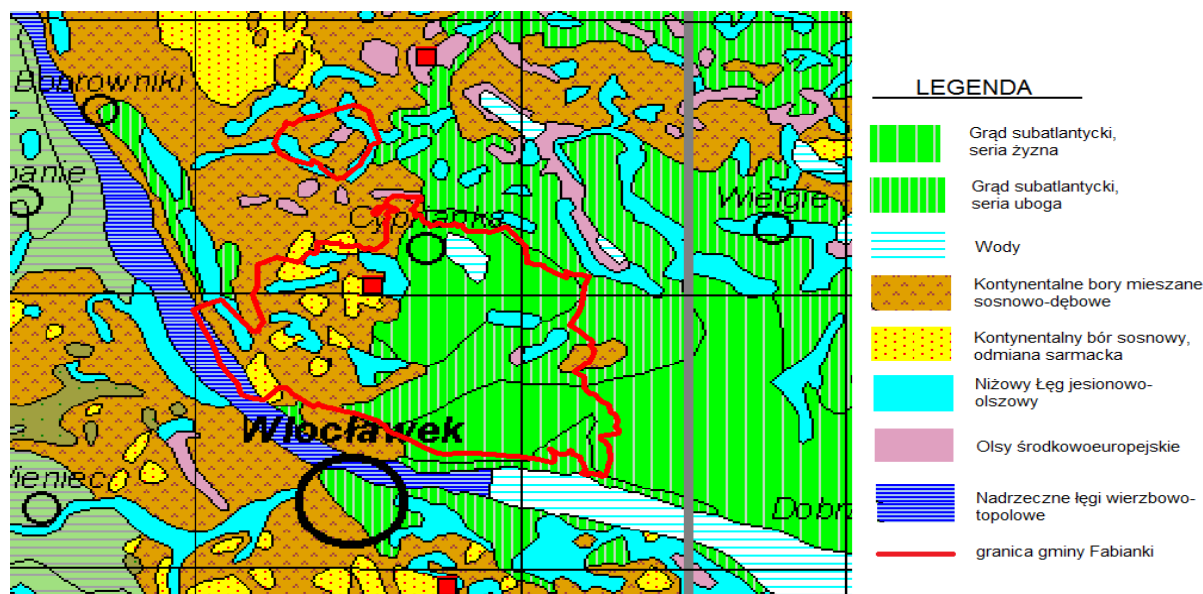 Bobrowniki
Cyprianka
Wielgie
Włocławek
LEGENDA
Grąd subatlantycki,
seria żyzna
Grąd subatlantycki,
seria uboga
Wody
Kontynentalne bory mieszane
sosnowo-dębowe
Kontynentalny bór sosnowy,
odmiana sarmacka
Niżowy Łęg jesionowo-
olszowy
Olsy środkowoeuropejskie
Nadrzeczne łęgi wierzbowo-
topolowe
granica gminy Fabianki